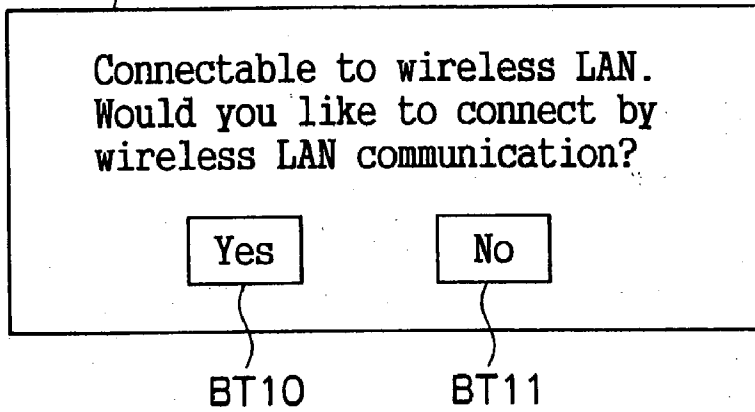 Connectable to wireless LAN.
Would you like to connect by
wireless LAN communication?
Yes No
BT10 BT11